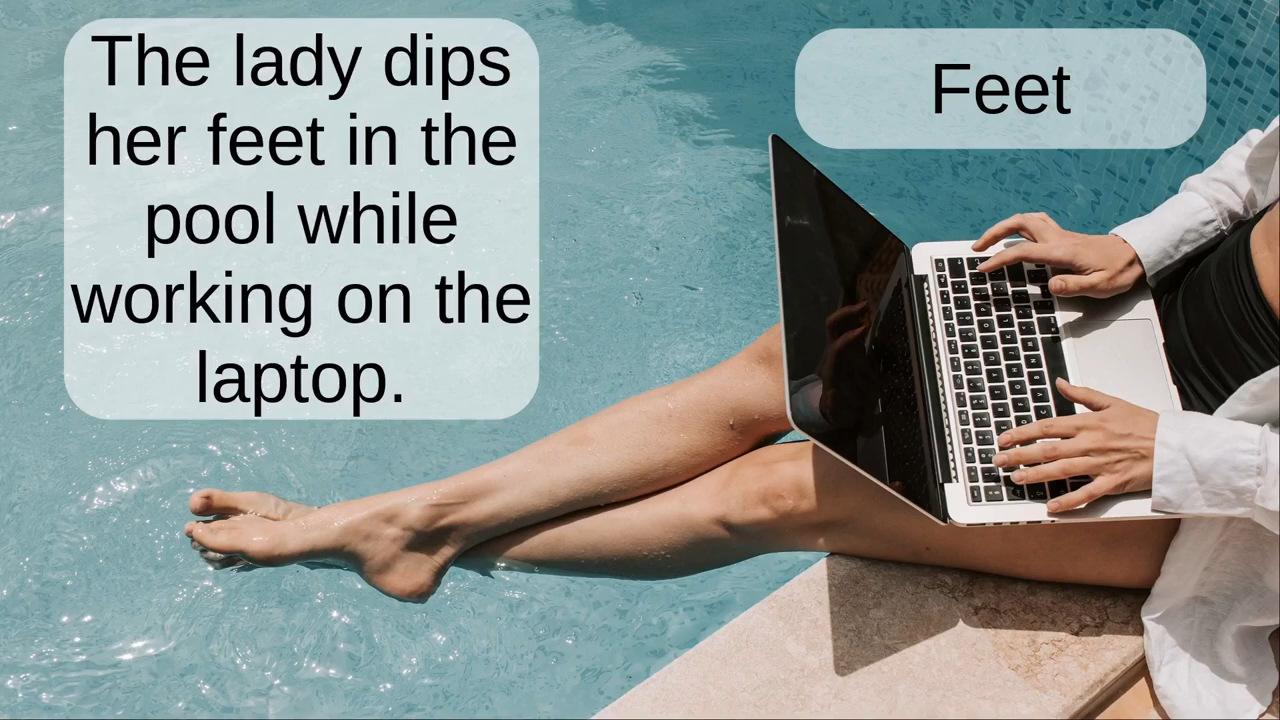 The lady dips
her feet in the
pool while
working on the
laptop.
Feet